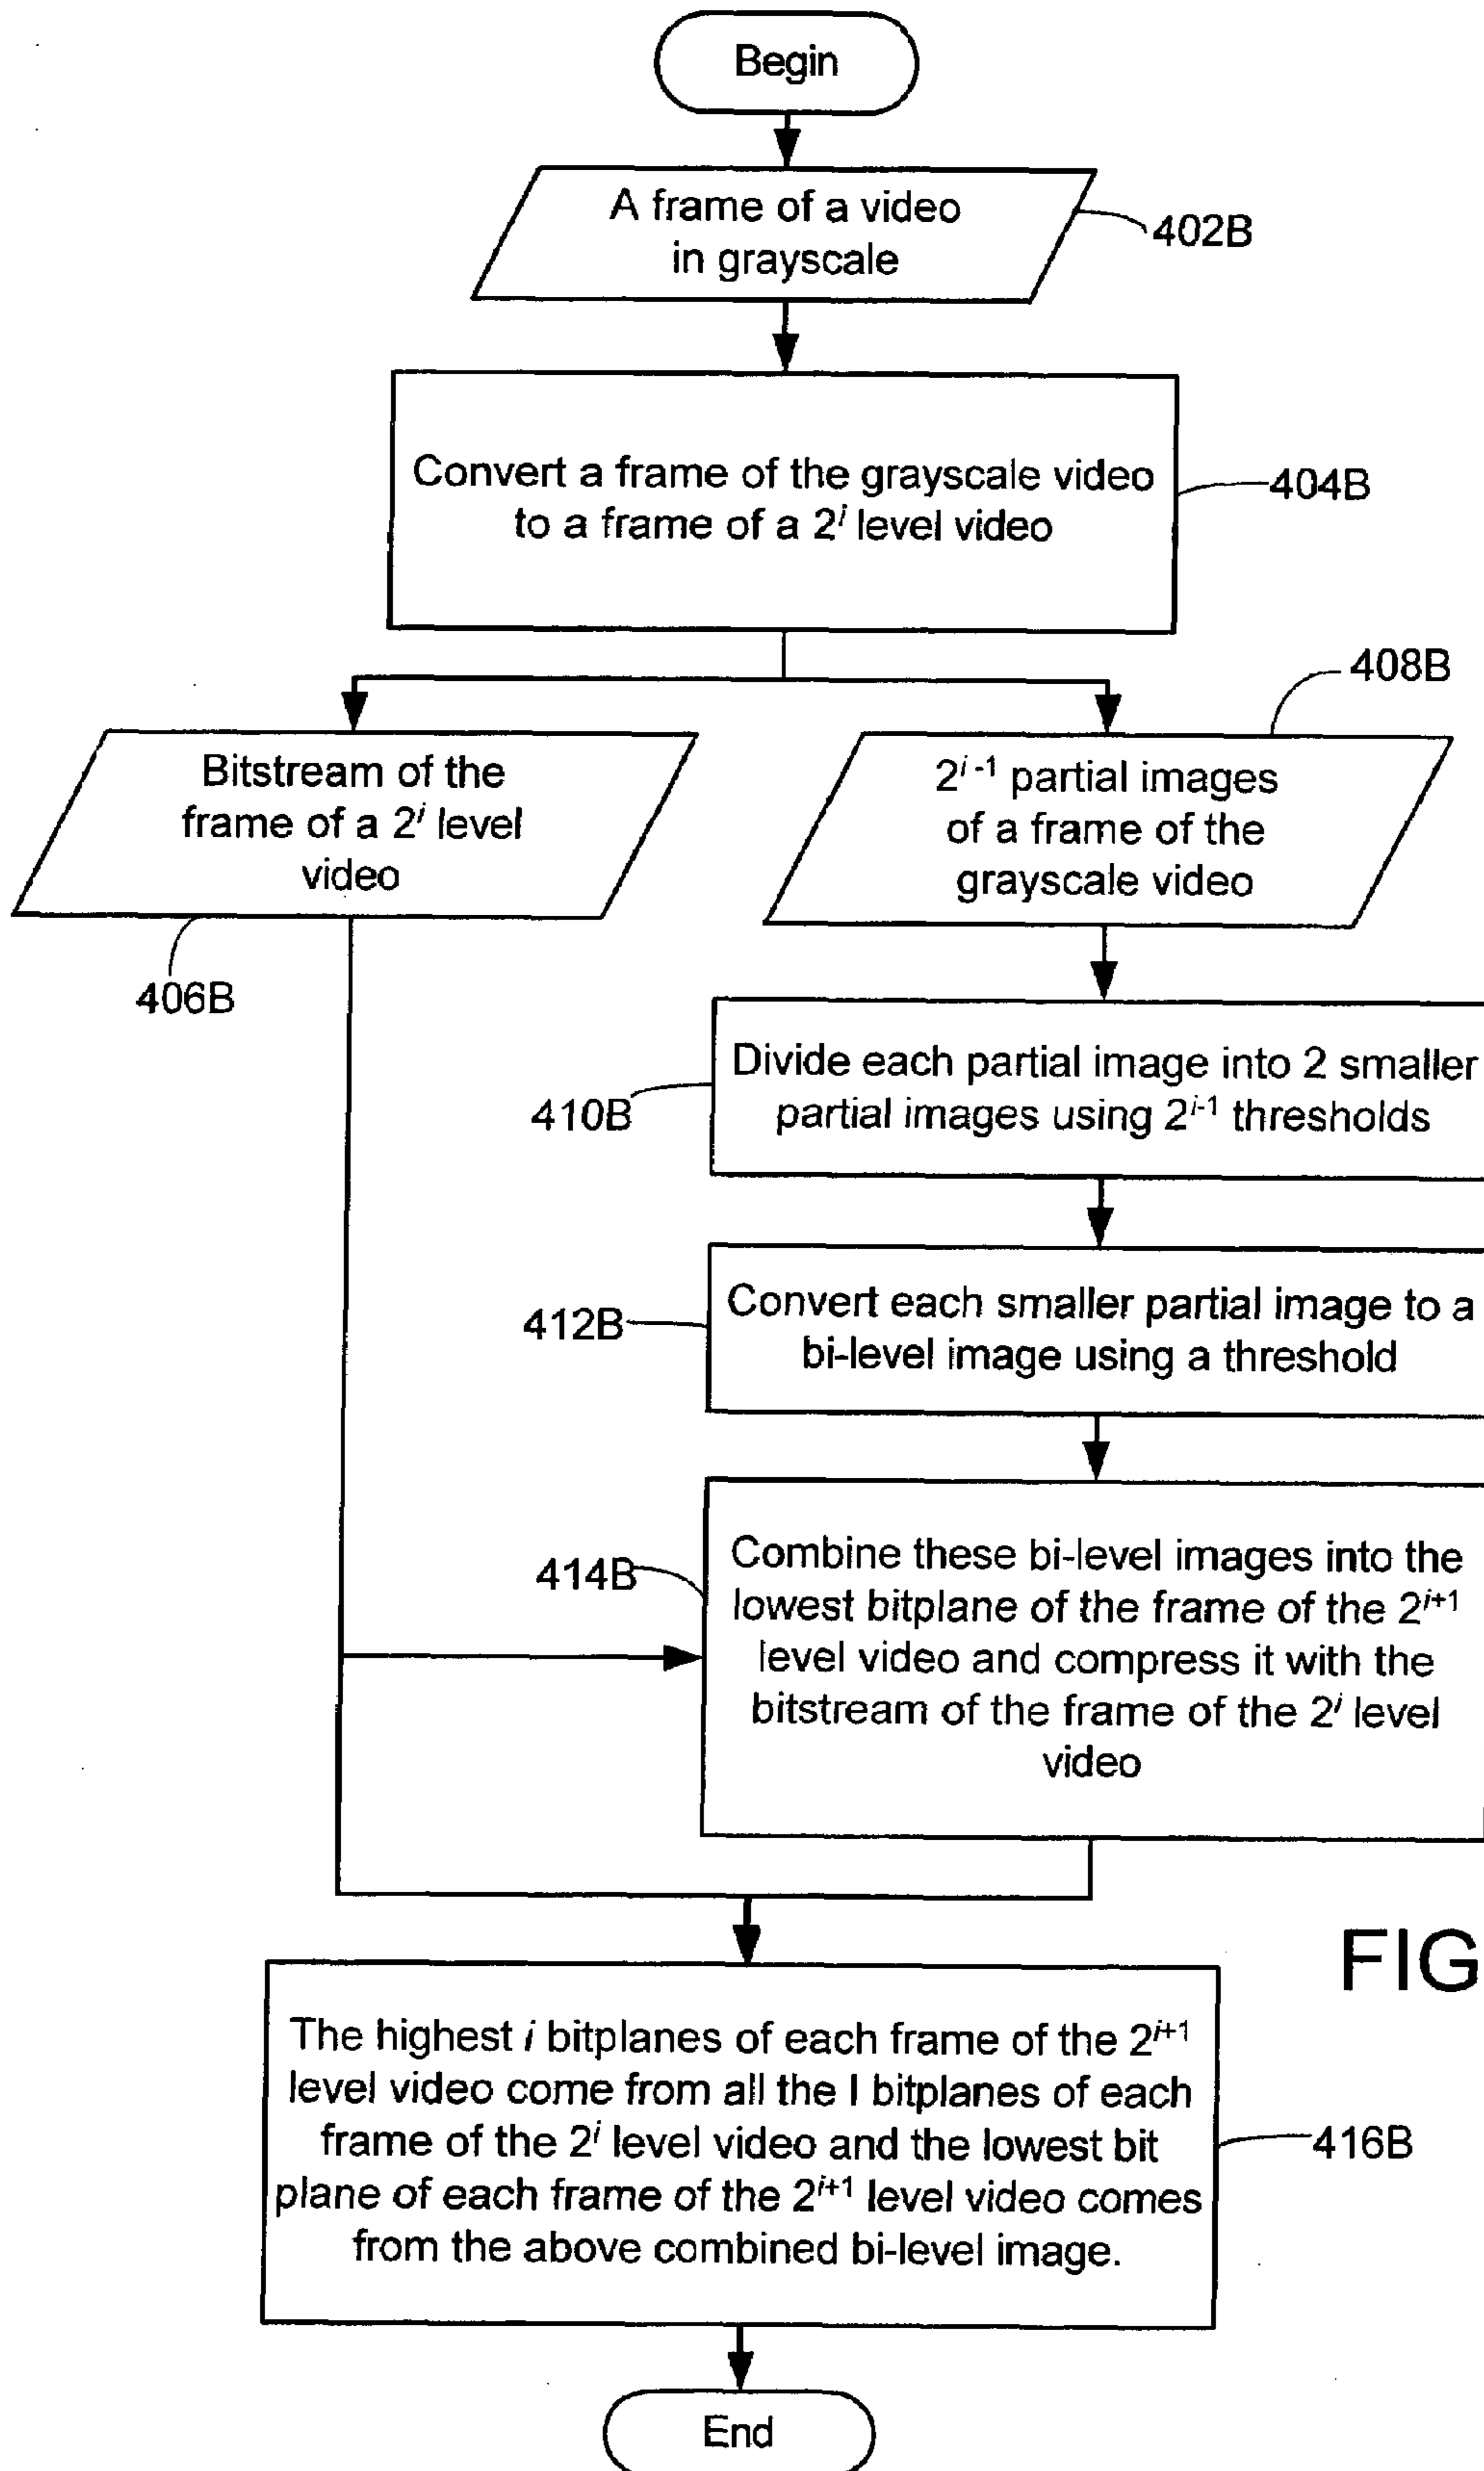 Begin
A frame of a video
in grayscale
402B
Convert a frame of the grayscale video
to a frame of a 2ⁱ level video
404B
408B
Bitstream of the
frame of a 2ⁱ level
video
406B
2ⁱ⁻¹ partial images
of a frame of the
grayscale video
Divide each partial image into 2 smaller
partial images using 2ⁱ⁻¹ thresholds
410B
Convert each smaller partial image to a
bi-level image using a threshold
412B
Combine these bi-level images into the
lowest bitplane of the frame of the 2ⁱ⁺¹
level video and compress it with the
bitstream of the frame of the 2ⁱ level
video
414B
FIG
The highest i bitplanes of each frame of the 2ⁱ⁺¹
level video come from all the I bitplanes of each
frame of the 2ⁱ level video and the lowest bit
plane of each frame of the 2ⁱ⁺¹ level video comes
from the above combined bi-level image.
416B
End